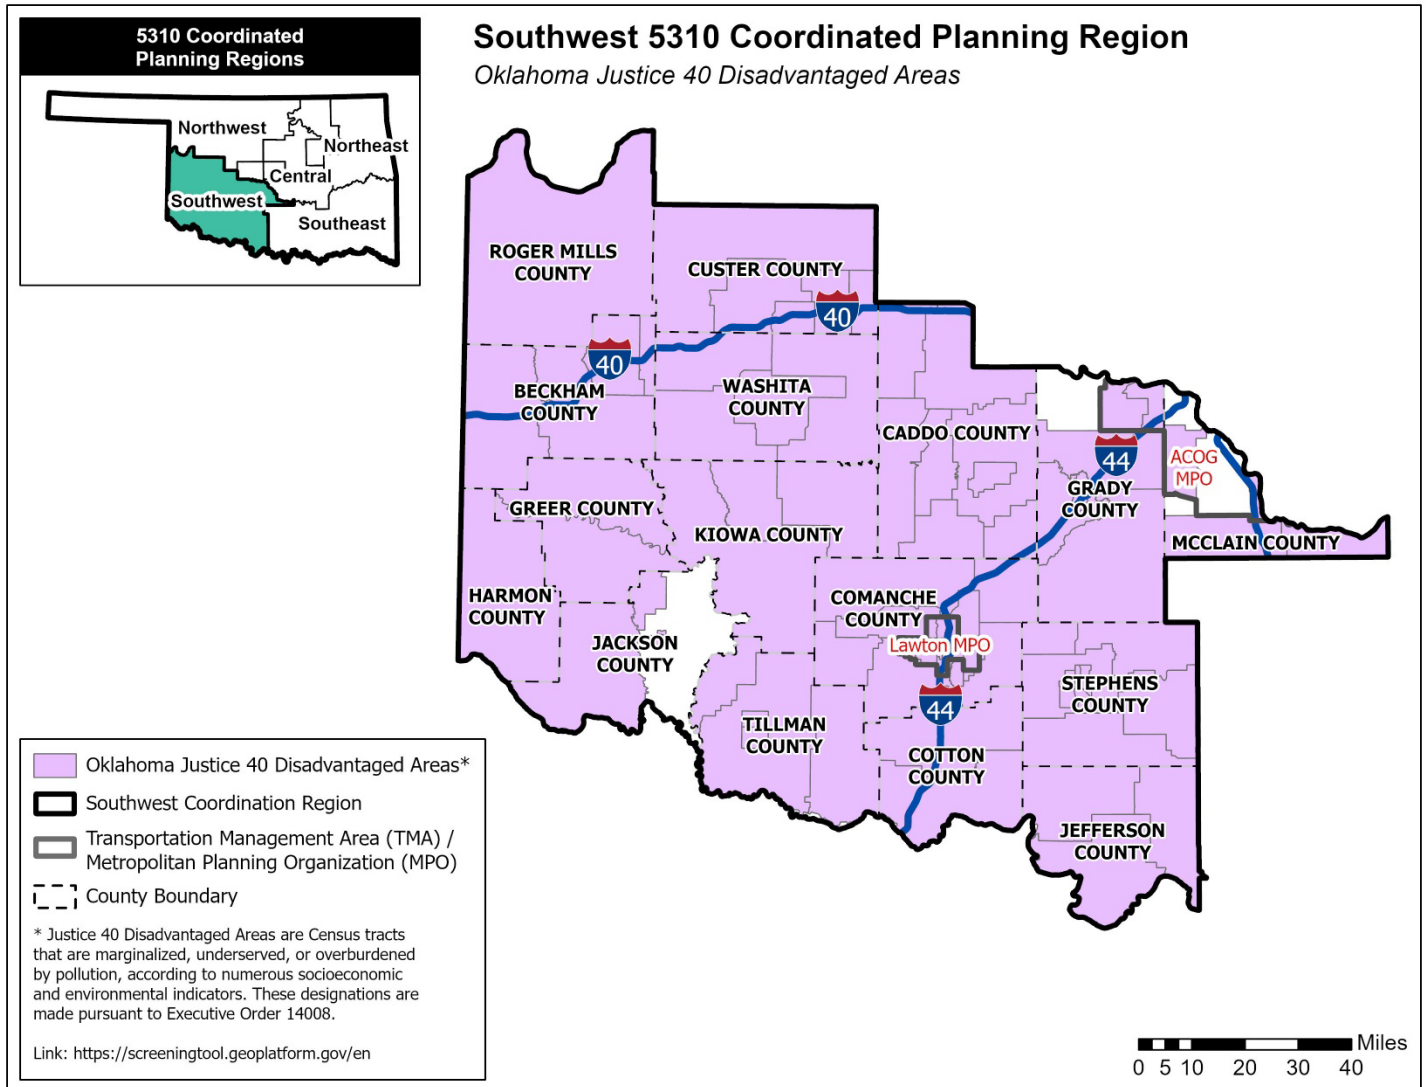 5310 Coordinated
Planning Regions
Northwest
Northeast
Central
Southwest
Southeast
Southwest 5310 Coordinated Planning Region
Oklahoma Justice 40 Disadvantaged Areas
ROGER MILLS
COUNTY
CUSTER COUNTY
40
40
BECKHAM
COUNTY
WASHITA
COUNTY
CADDO COUNTY
44
ACOG
MPO
GRADY
COUNTY
GREER COUNTY
KIOWA COUNTY
MCCLAIN COUNTY
HARMON
COUNTY
JACKSON
COUNTY
COMANCHE
COUNTY
Lawton MPO
STEPHENS
COUNTY
44
TILLMAN
COUNTY
COTTON
COUNTY
JEFFERSON
COUNTY
Oklahoma Justice 40 Disadvantaged Areas*
Southwest Coordination Region
Transportation Management Area (TMA) /
Metropolitan Planning Organization (MPO)
County Boundary
* Justice 40 Disadvantaged Areas are Census tracts
that are marginalized, underserved, or overburdened
by pollution, according to numerous socioeconomic
and environmental indicators. These designations are
made pursuant to Executive Order 14008.
Link: https://screeningtool.geoplatform.gov/en
Miles
0 5 10 20 30 40